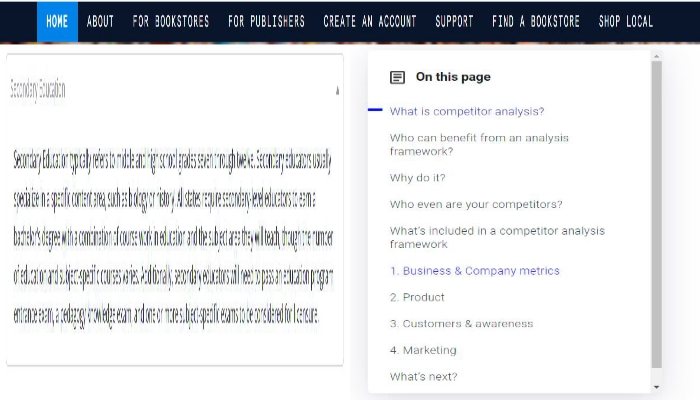 HOME ABOUT FOR BOOKSTORES FOR PUBLISHERS CREATE AN ACCOUNT SUPPORT FIND A BOOKSTORE SHOP LOCAL
Secondary Education
Secondary Education typically refers to middle and high school grades seven through twelve. Secondary educators usually
specialize in a specific content area, such as biology or history. All states require secondary-level educators to earn a
bachelor's degree with a combination of course work in education and the subject area they will teach, though the number
of education and subject-specific courses varies. Additionally, secondary educators will need to pass an education program
entrance exam, a pedagogy knowledge exam, and one or more subject-specific exams to be considered for licensure.
On this page
What is competitor analysis?
Who can benefit from an analysis
framework?
Why do it?
Who even are your competitors?
What's included in a competitor analysis
framework
1. Business & Company metrics
2. Product
3. Customers & awareness
4. Marketing
What's next?